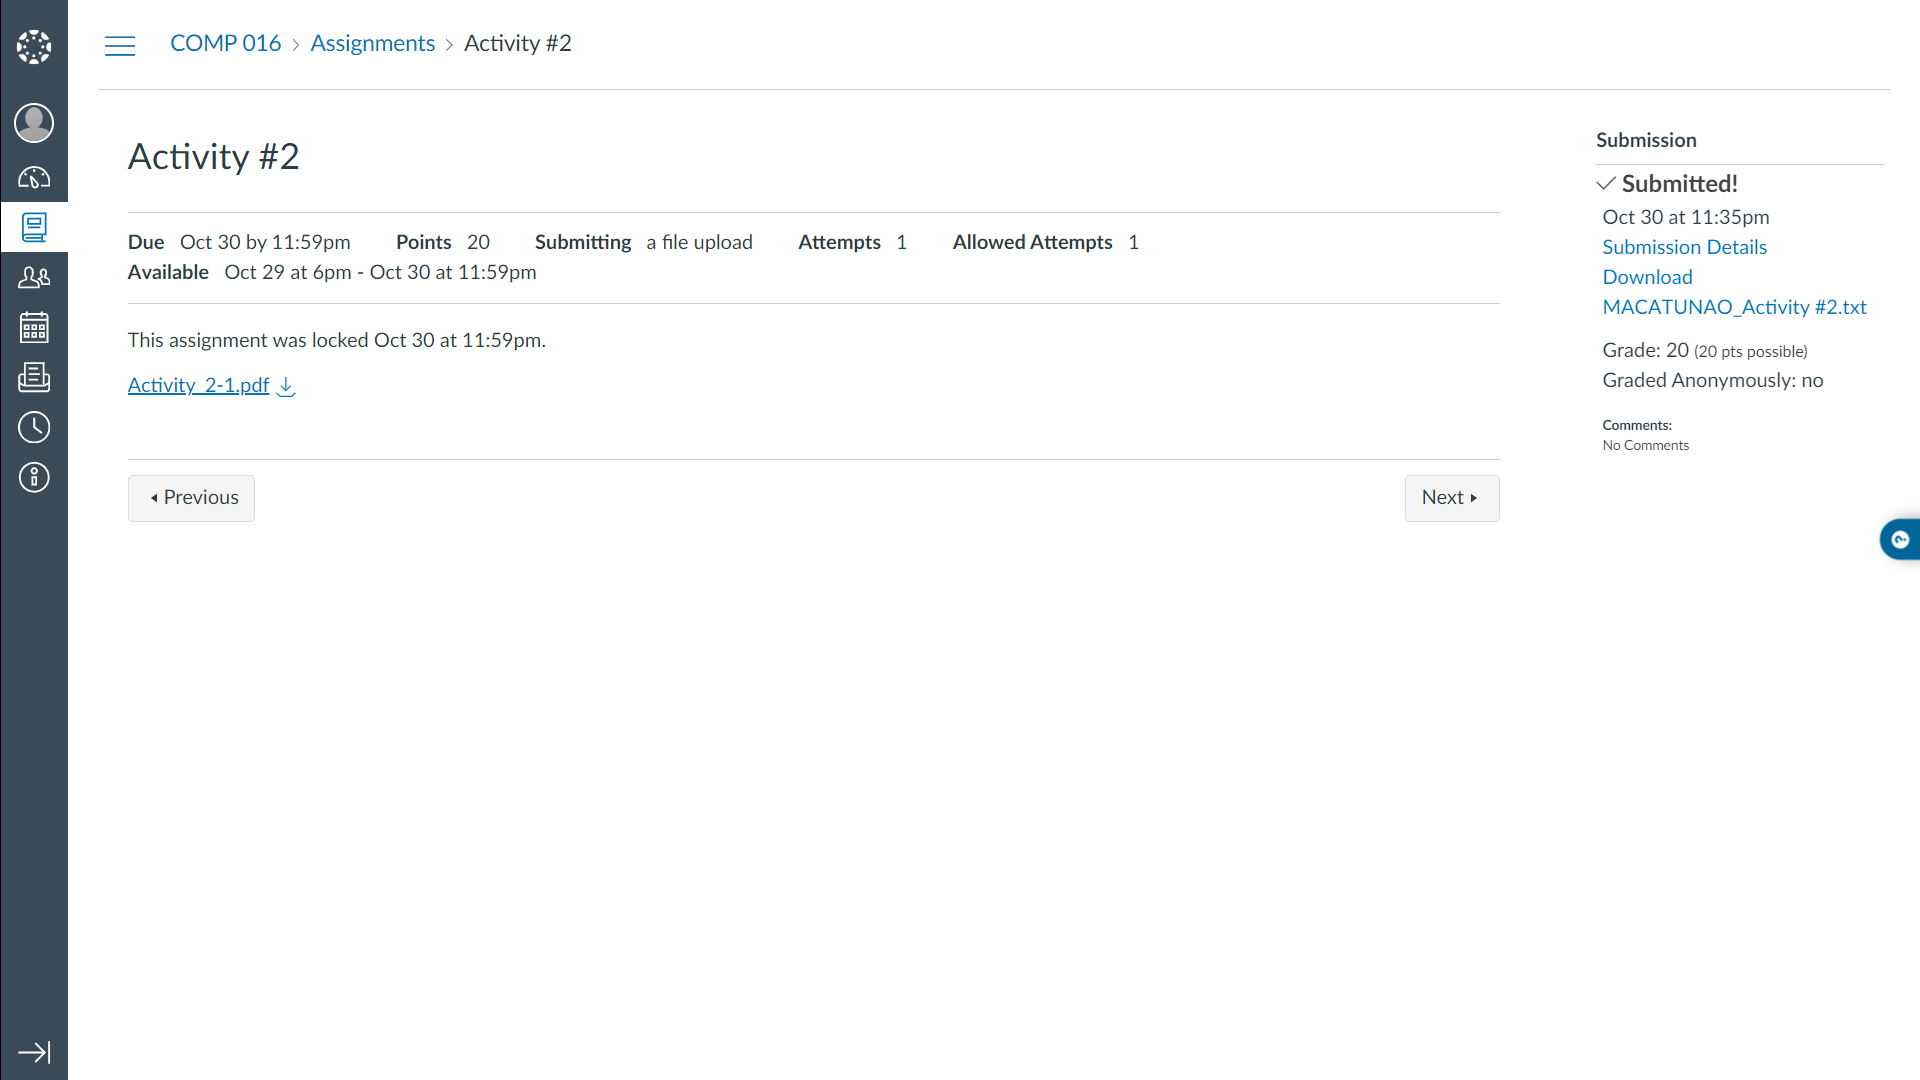 COMP 016 › Assignments › Activity #2
Activity #2
Due Oct 30 by 11:59pm Points 20 Submitting a file upload Attempts 1 Allowed Attempts 1
Available Oct 29 at 6pm - Oct 30 at 11:59pm
This assignment was locked Oct 30 at 11:59pm.
Activity_2-1.pdf
Previous
Next
Submission
Submitted!
Oct 30 at 11:35pm
Submission Details
Download
MACATUNAO_Activity #2.txt
Grade: 20 (20 pts possible)
Graded Anonymously: no
Comments:
No Comments